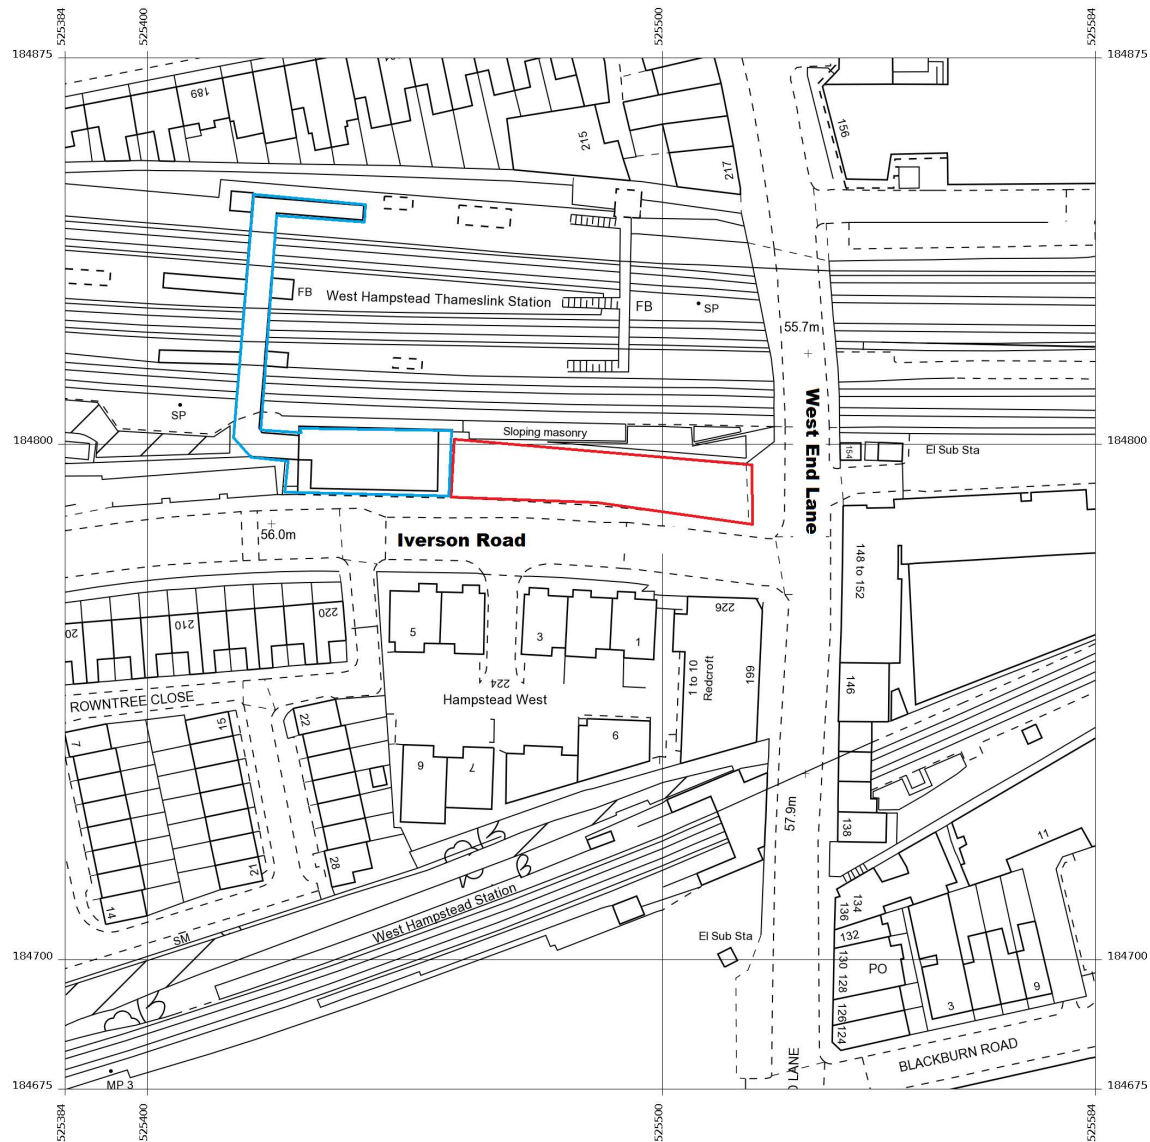 525384
525400
525500
525584
184875
184875
189
215
217
156
FB
West Hampstead Thameslink Station
FB
SP
55.7m
SP
Sloping masonry
184800
184800
154
El Sub Sta
West End Lane
56.0m
Iverson Road
148 to 152
20
210
220
5
3
1
226
1 to 10
Redcroft
199
146
224
Hampstead West
ROWNTREE CLOSE
7
15
22
6
7
9
57.9m
138
28
21
14
11
West Hampstead Station
SM
El Sub Sta
134
136
132
130
PO
128
126
124
3
9
184700
184700
BLACKBURN ROAD
D LANE
MP 3
184675
184675
525384
525400
525500
525584